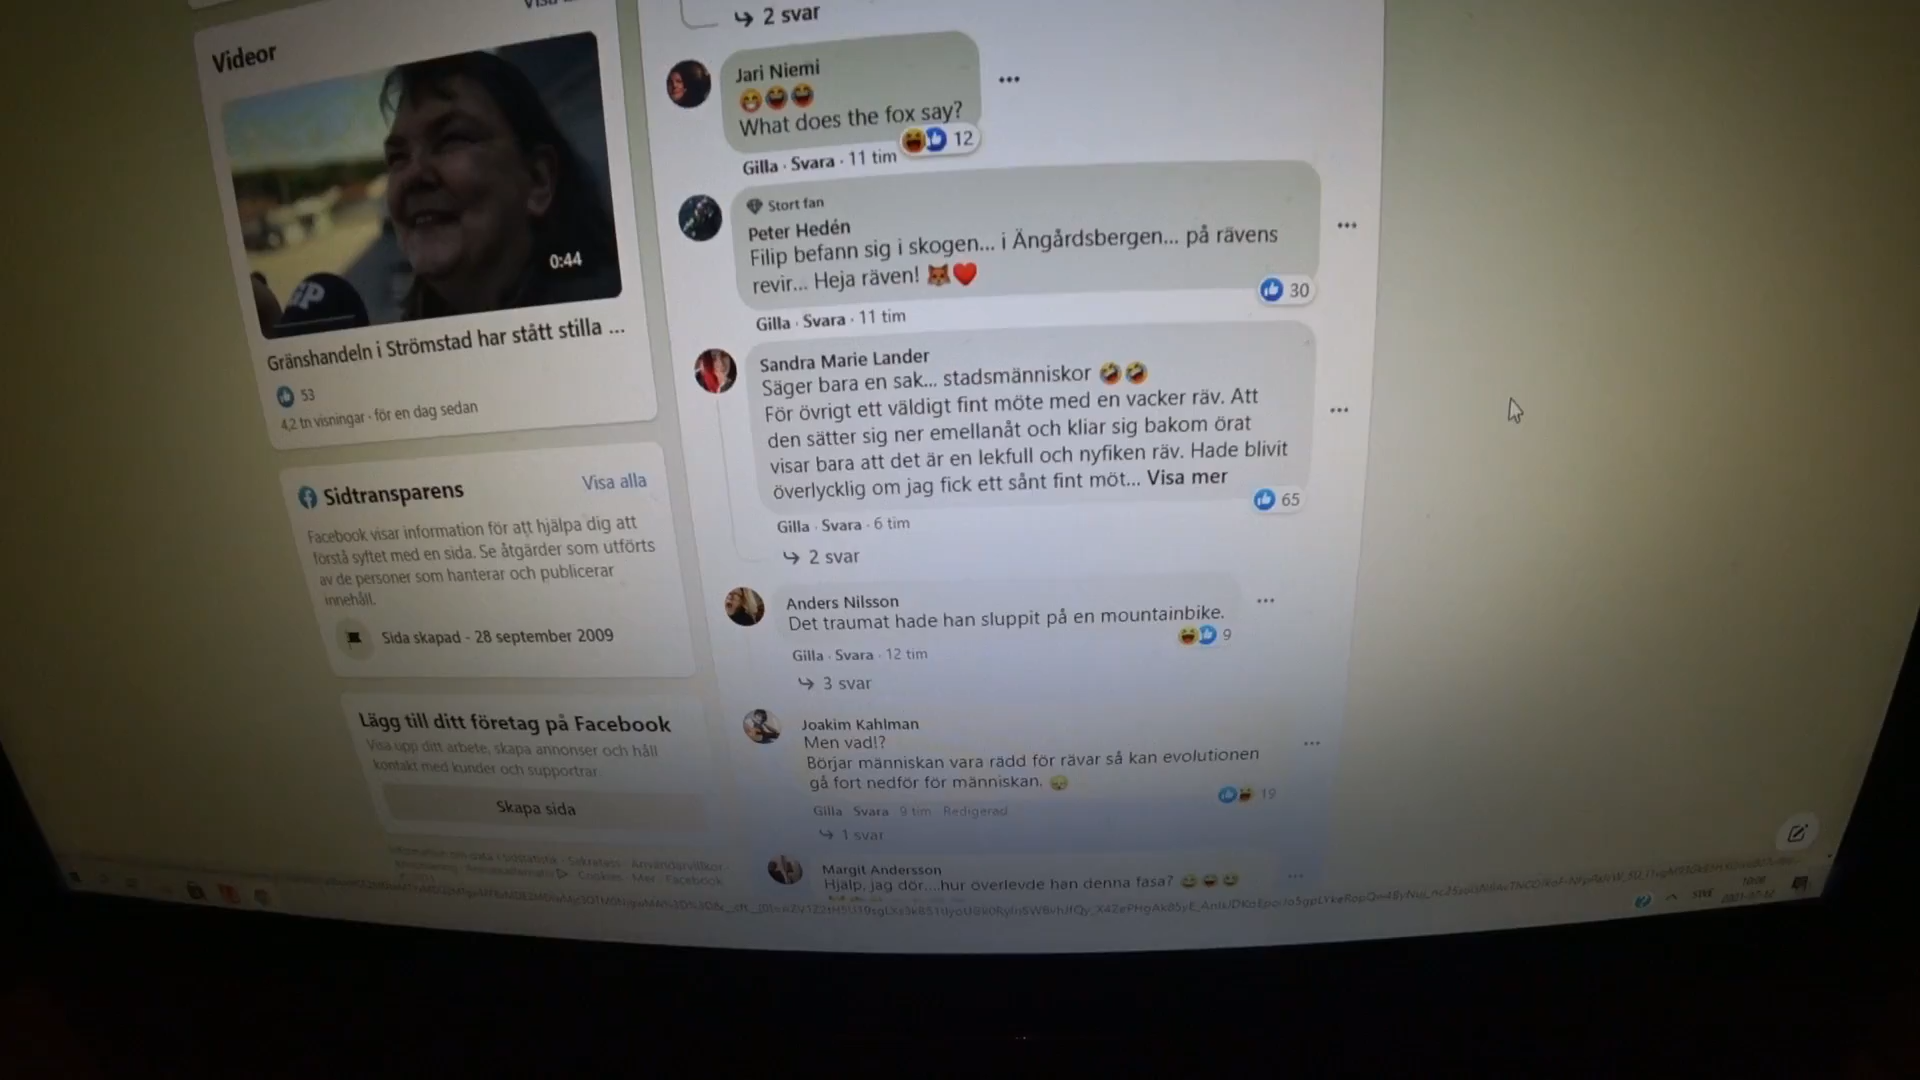 Videor
0:44
GP
Gränshandeln i Strömstad har stått stilla ...
53
4,2 tn visningar · för en dag sedan
Sidtransparens
Visa alla
Facebook visar information för att hjälpa dig att
förstå syftet med en sida. Se åtgärder som utförts
av de personer som hanterar och publicerar
innehåll.
Sida skapad - 28 september 2009
Lägg till ditt företag på Facebook
Visa upp ditt arbete, skapa annonser och håll
kontakt med kunder och supportrar.
Skapa sida
Cookies · Mer · Facebook
2 svar
Jari Niemi
😁😂😂
What does the fox say?
12
Gilla · Svara · 11 tim
Stort fan
Peter Hedén
Filip befann sig i skogen... i Ängårdsbergen... på rävens
revir... Heja räven! 🦊❤️
30
Gilla · Svara · 11 tim
Sandra Marie Lander
Säger bara en sak... stadsmänniskor 🤣🤣
För övrigt ett väldigt fint möte med en vacker räv. Att
den sätter sig ner emellanåt och kliar sig bakom örat
visar bara att det är en lekfull och nyfiken räv. Hade blivit
överlycklig om jag fick ett sånt fint möt... Visa mer
65
Gilla · Svara · 6 tim
2 svar
Anders Nilsson
Det traumat hade han sluppit på en mountainbike.
9
Gilla · Svara · 12 tim
3 svar
Joakim Kahlman
Men vad!?
Börjar människan vara rädd för rävar så kan evolutionen
gå fort nedför för människan.
19
Gilla Svara · 9 tim · Redigerad
1 svar
Margit Andersson
Hjälp, jag dör....hur överlevde han denna fasa?